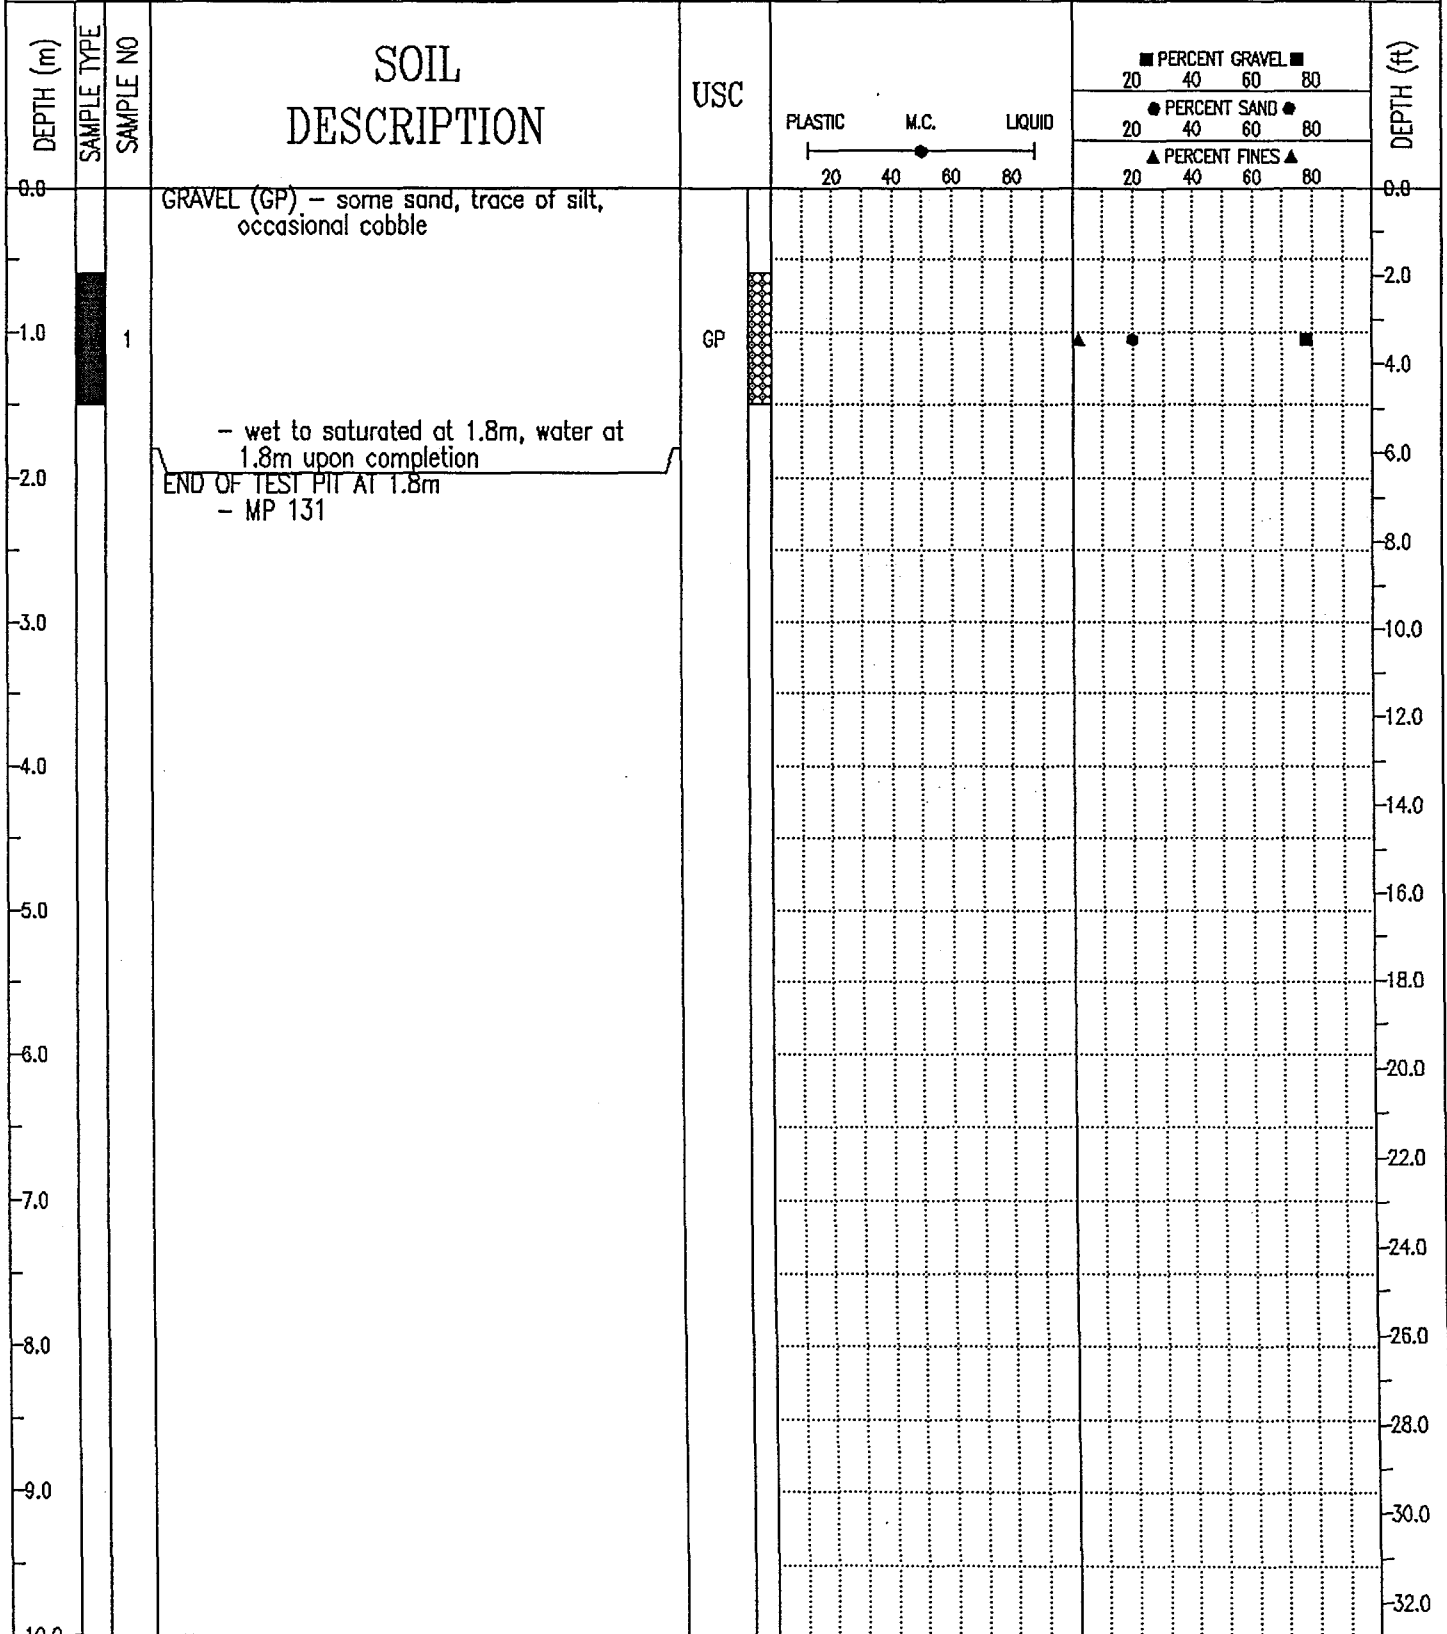 DEPTH (m)
SAMPLE TYPE
SAMPLE NO
SOIL
DESCRIPTION
USC
PLASTIC M.C. LIQUID
20 40 60 80
■ PERCENT GRAVEL ■
20 40 60 80
● PERCENT SAND ●
20 40 60 80
▲ PERCENT FINES ▲
20 40 60 80
DEPTH (ft)
0.0
GRAVEL (GP) – some sand, trace of silt,
occasional cobble
0.0
2.0
1.0
1
GP
4.0
– wet to saturated at 1.8m, water at
1.8m upon completion
6.0
2.0
END OF TEST PIT AT 1.8m
– MP 131
8.0
3.0
10.0
12.0
4.0
14.0
16.0
5.0
18.0
6.0
20.0
22.0
7.0
24.0
26.0
8.0
28.0
9.0
30.0
32.0